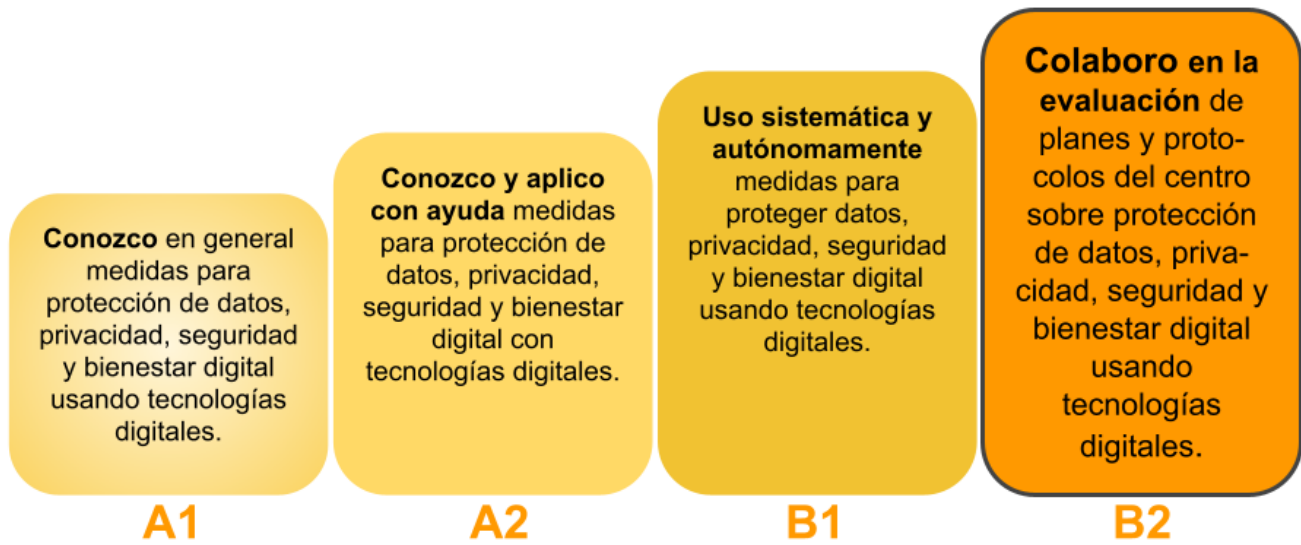 Conozco en general
medidas para
protección de datos,
privacidad, seguridad
y bienestar digital
usando tecnologías
digitales.
A1
Conozco y aplico
con ayuda medidas
para protección de
datos, privacidad,
seguridad y bienestar
digital con
tecnologías digitales.
A2
Uso sistemática y
autónomamente
medidas para
proteger datos,
privacidad, seguridad
y bienestar digital
usando tecnologías
digitales.
B1
Colaboro en la
evaluación de
planes y proto-
colos del centro
sobre protección
de datos, priva-
cidad, seguridad y
bienestar digital
usando
tecnologías
digitales.
B2